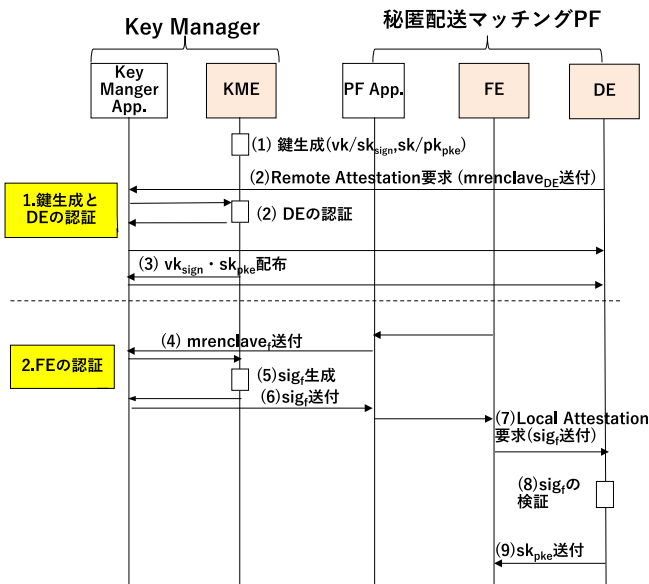 Key Manager
秘匿配送マッチングPF
Key
Manger
App.
KME
PF App.
FE
DE
(1) 鍵生成(vk/sksign,sk/pkpke)
(2)Remote Attestation要求 (mrenclaveDE送付)
1.鍵生成と
DEの認証
(2) DEの認証
(3) vksign・skpke配布
(4) mrenclavef送付
2.FEの認証
(5)sigf生成
(6)sigf送付
(7)Local Attestation
要求(sigf送付)
(8)sigfの
検証
(9)skpke送付